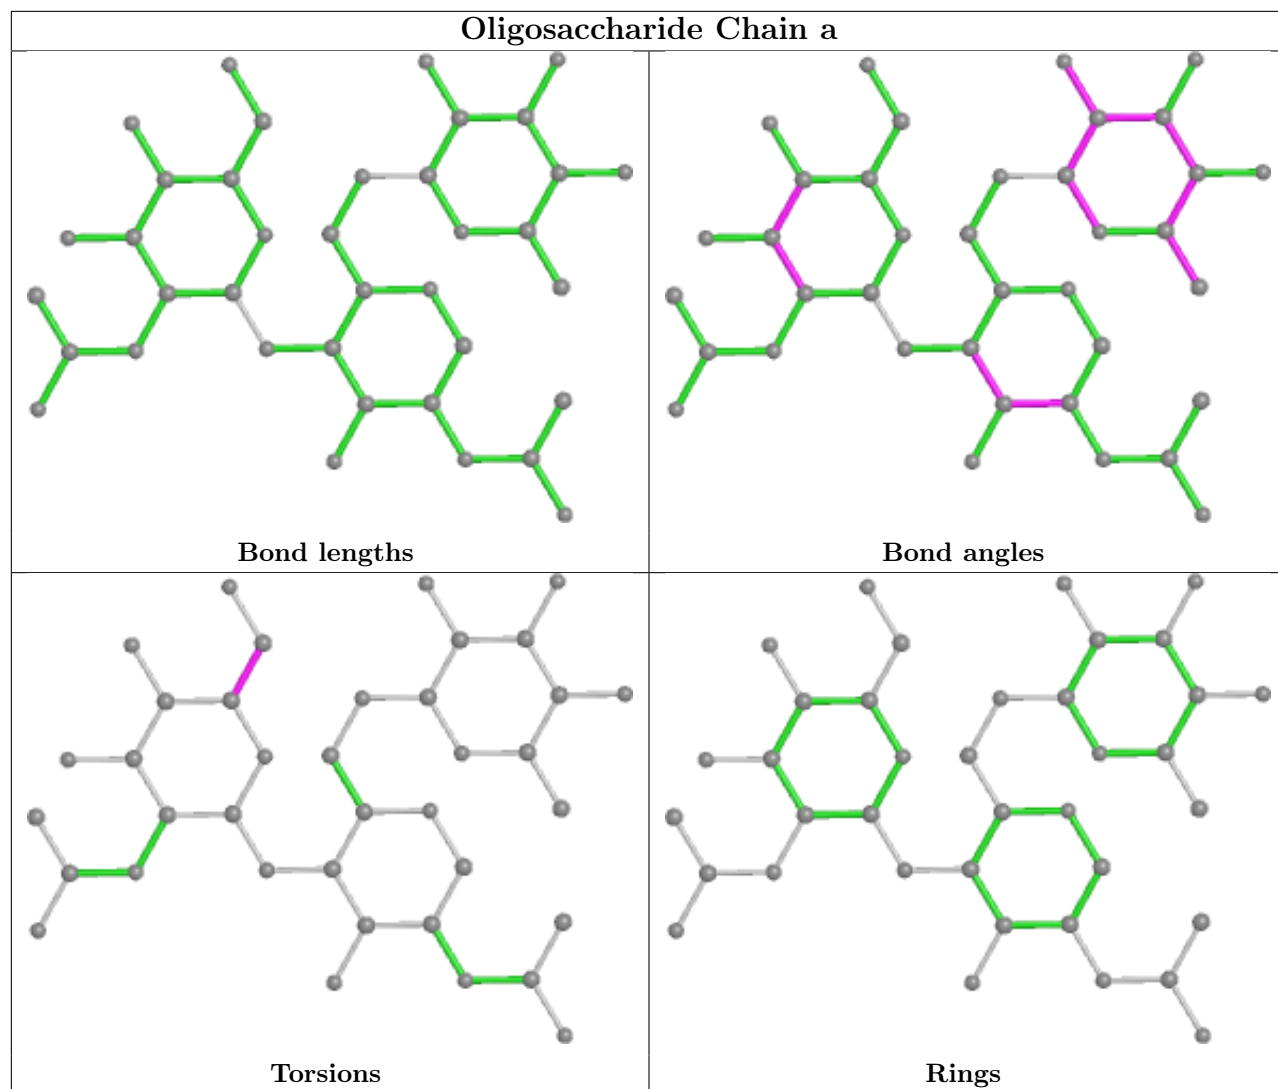 Oligosaccharide Chain a
Bond lengths
Bond angles
Torsions
Rings